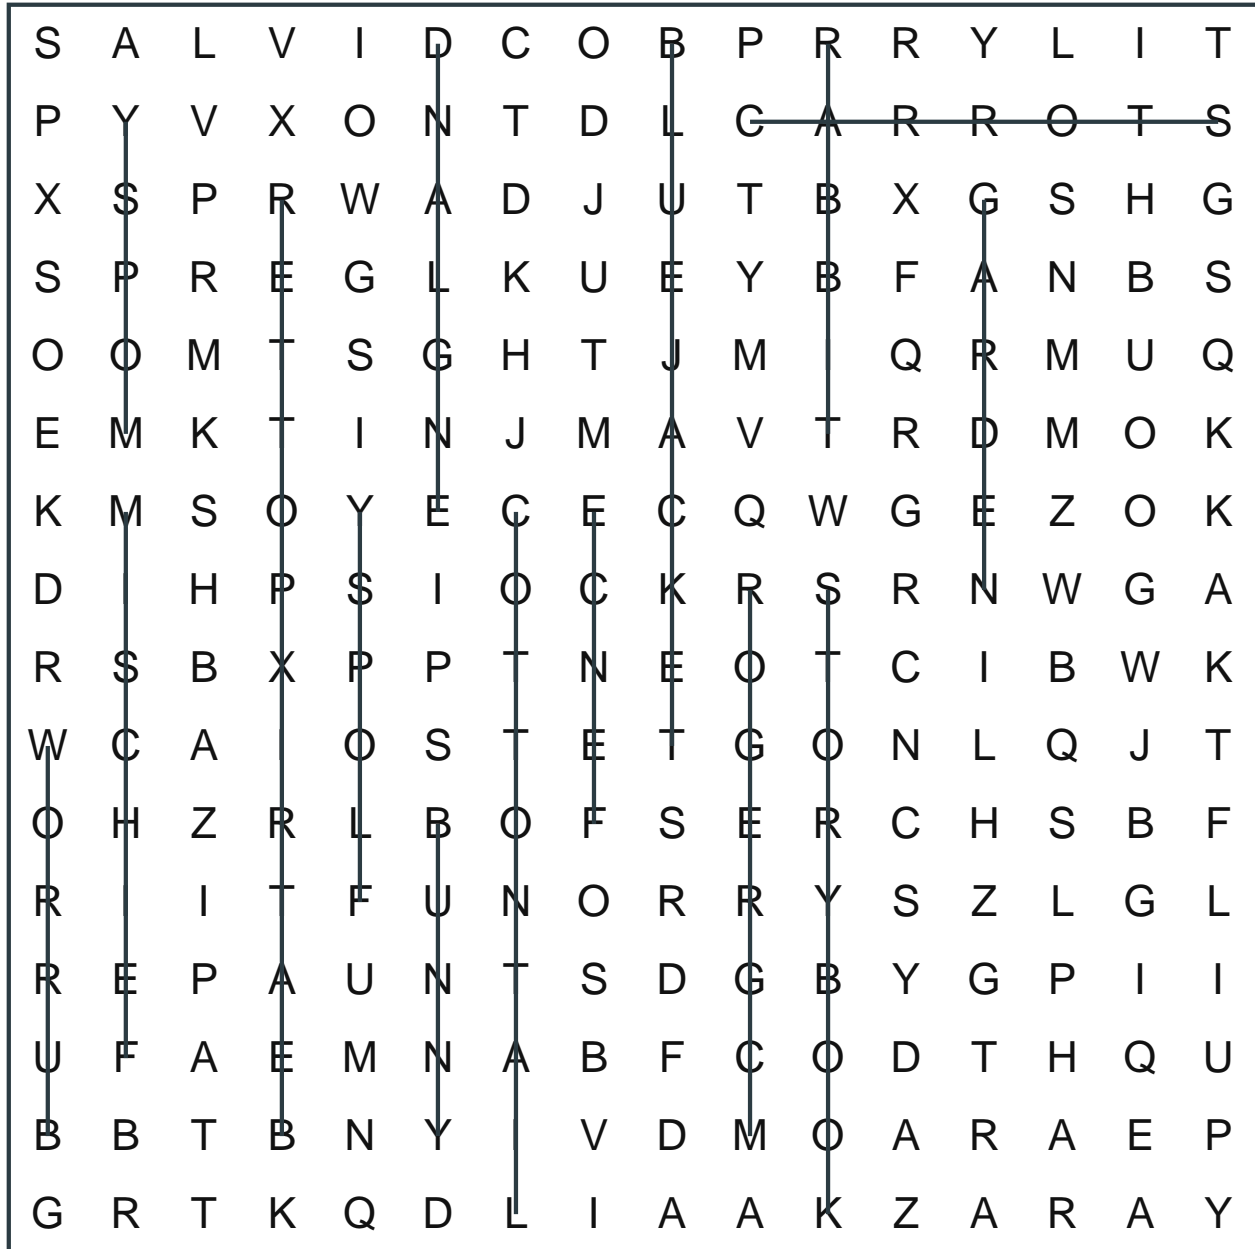 S A L V I D C O B P R R Y L I T
P Y V X O N T D L C A R R O T S
X S P R W A D J U T B X G S H G
S P R E G L K U E Y B F A N B S
O O M T S G H T J M I Q R M U Q
E M K T I N J M A V T R D M O K
K M S O Y E C E C Q W G E Z O K
D I H P S I O C K R S R N W G A
R S B X P P T N E O T C I B W K
W C A I O S T E T G O N L Q J T
O H Z R L B O F S E R C H S B F
R I I T F U N O R R Y S Z L G L
R E P A U N T S D G B Y G P I I
U F A E M N A B F C O D T H Q U
B B T B N Y I V D M O A R A E P
G R T K Q D L I A A K Z A R A Y